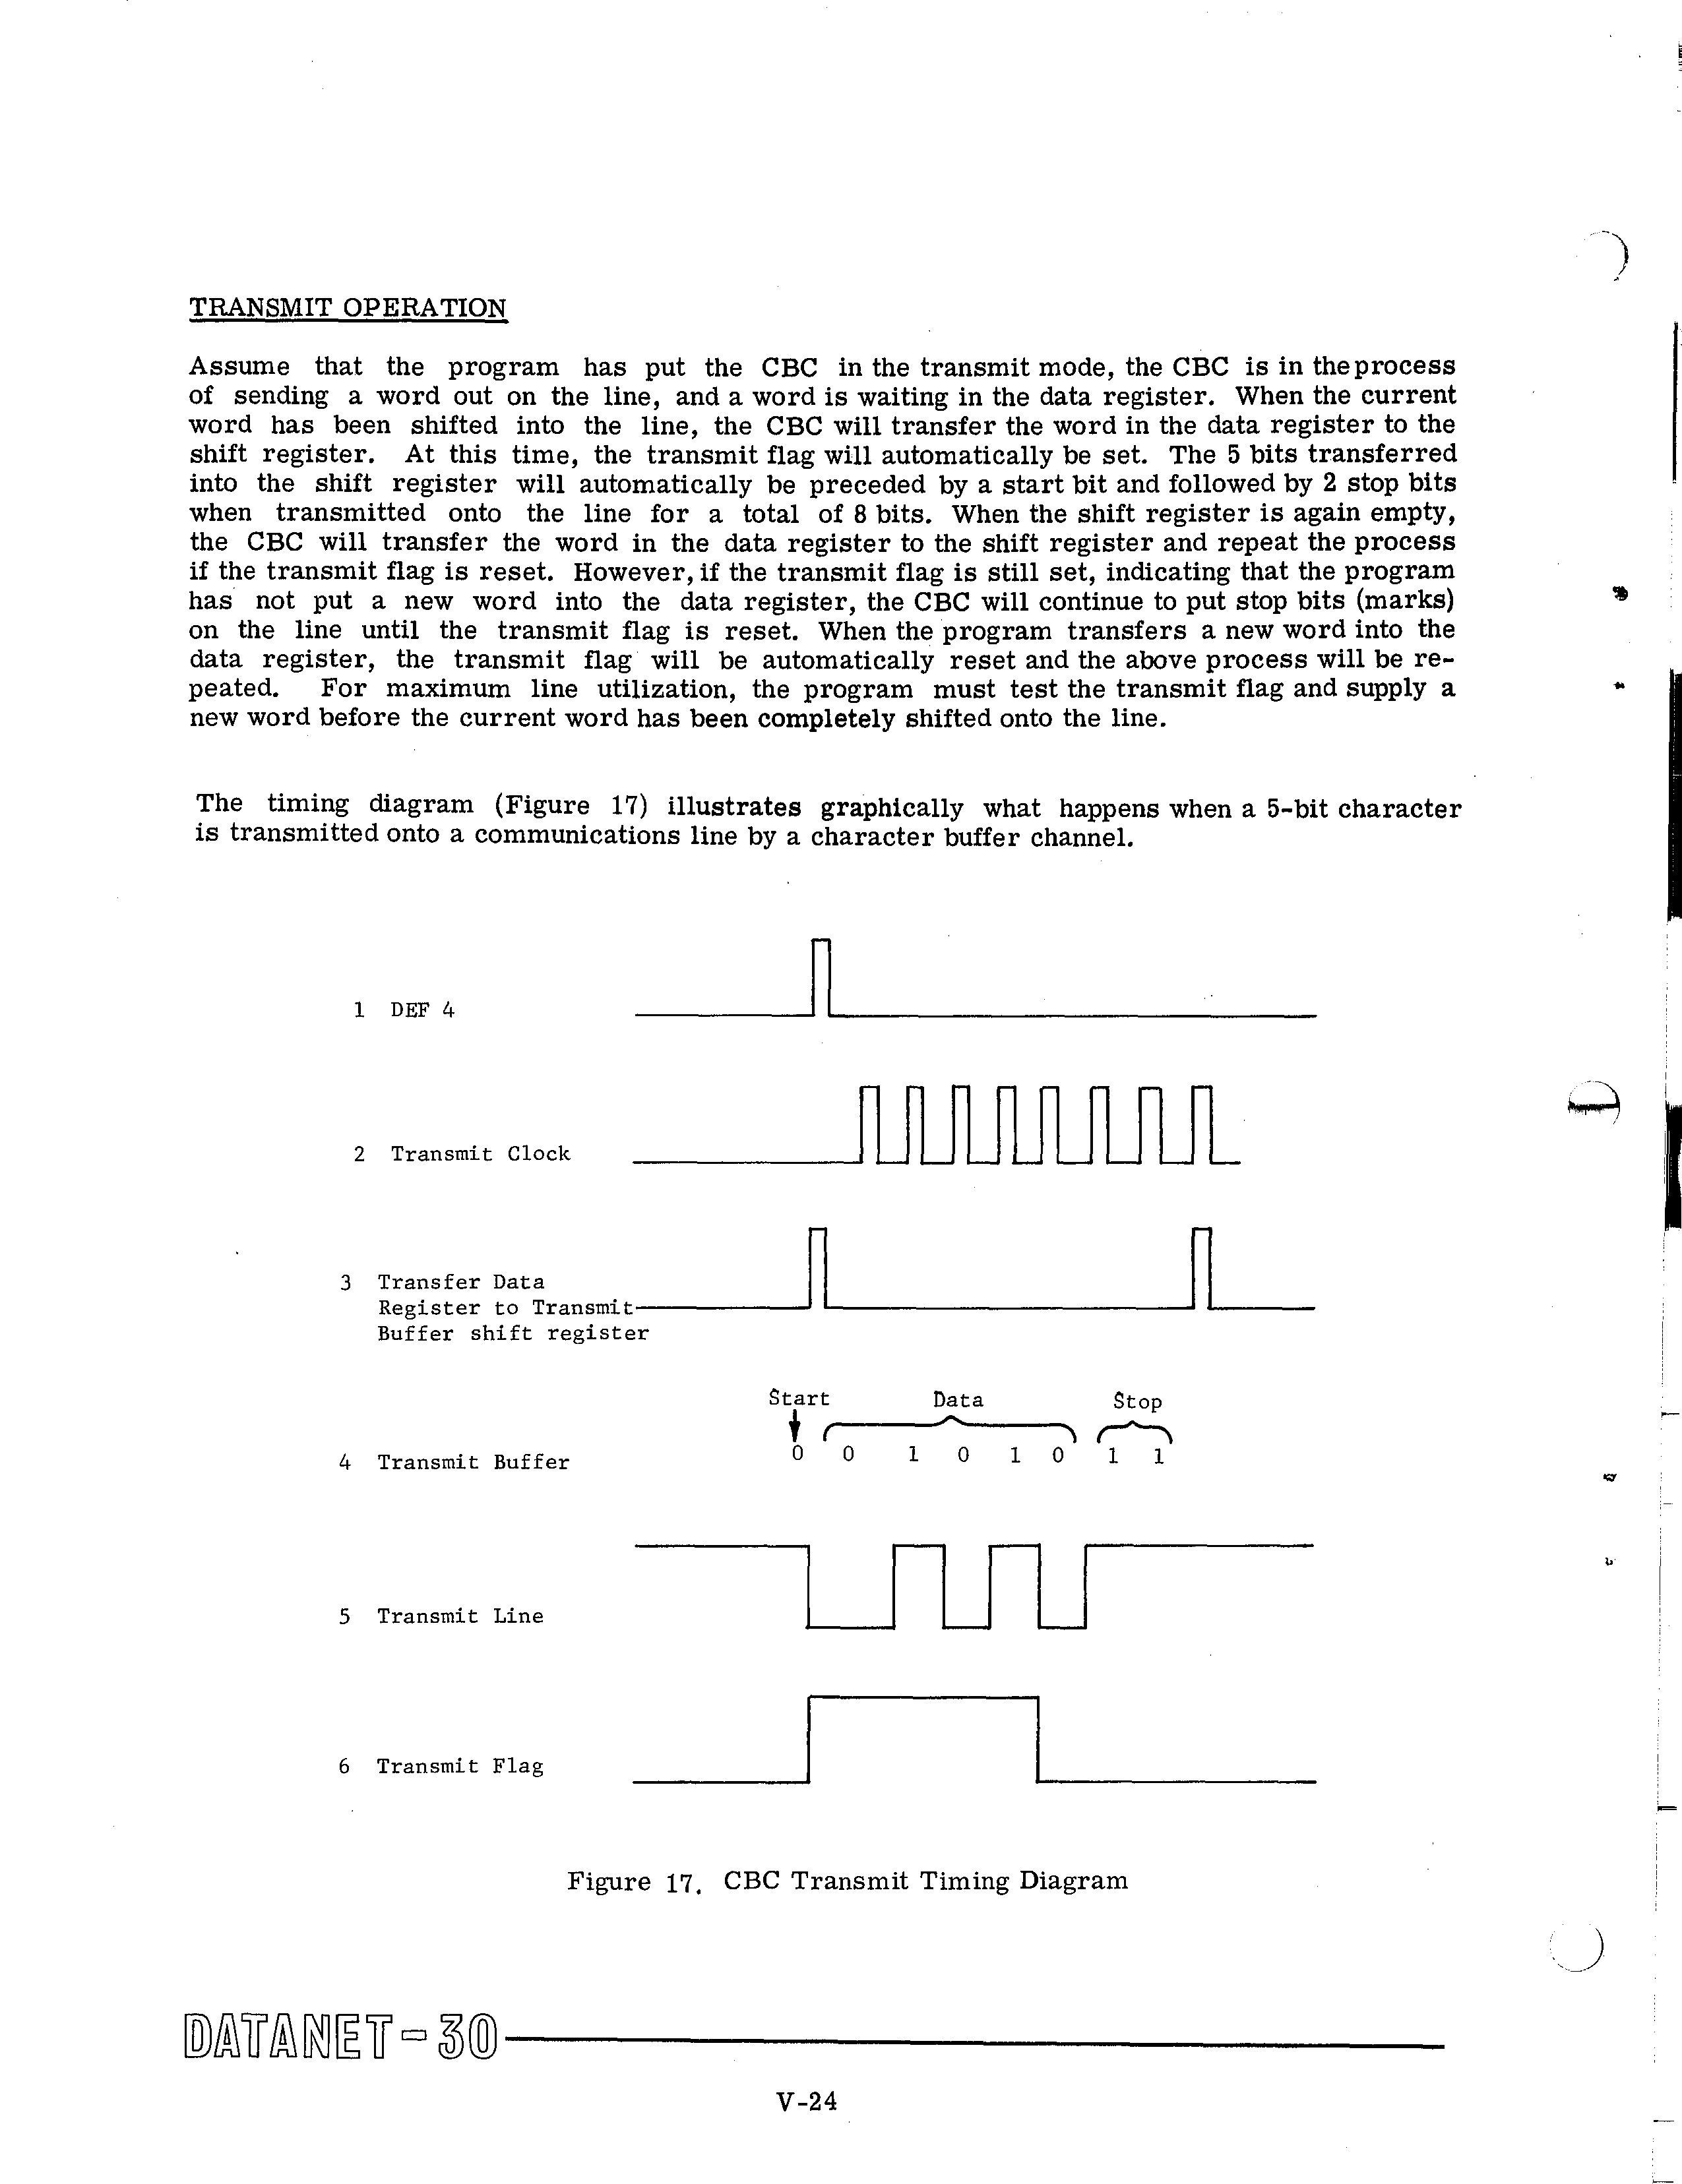 TRANSMIT OPERATION
Assume that the program has put the CBC in the transmit mode, the CBC is in the process
of sending a word out on the line, and a word is waiting in the data register. When the current
word has been shifted into the line, the CBC will transfer the word in the data register to the
shift register. At this time, the transmit flag will automatically be set. The 5 bits transferred
into the shift register will automatically be preceded by a start bit and followed by 2 stop bits
when transmitted onto the line for a total of 8 bits. When the shift register is again empty,
the CBC will transfer the word in the data register to the shift register and repeat the process
if the transmit flag is reset. However, if the transmit flag is still set, indicating that the program
has not put a new word into the data register, the CBC will continue to put stop bits (marks)
on the line until the transmit flag is reset. When the program transfers a new word into the
data register, the transmit flag will be automatically reset and the above process will be re-
peated. For maximum line utilization, the program must test the transmit flag and supply a
new word before the current word has been completely shifted onto the line.
The timing diagram (Figure 17) illustrates graphically what happens when a 5-bit character
is transmitted onto a communications line by a character buffer channel.
1 DEF 4
2 Transmit Clock
3 Transfer Data
Register to Transmit
Buffer shift register
Start Data Stop
4 Transmit Buffer 0 0 1 0 1 0 1 1
5 Transmit Line
6 Transmit Flag
Figure 17. CBC Transmit Timing Diagram
DATANET-30
V-24